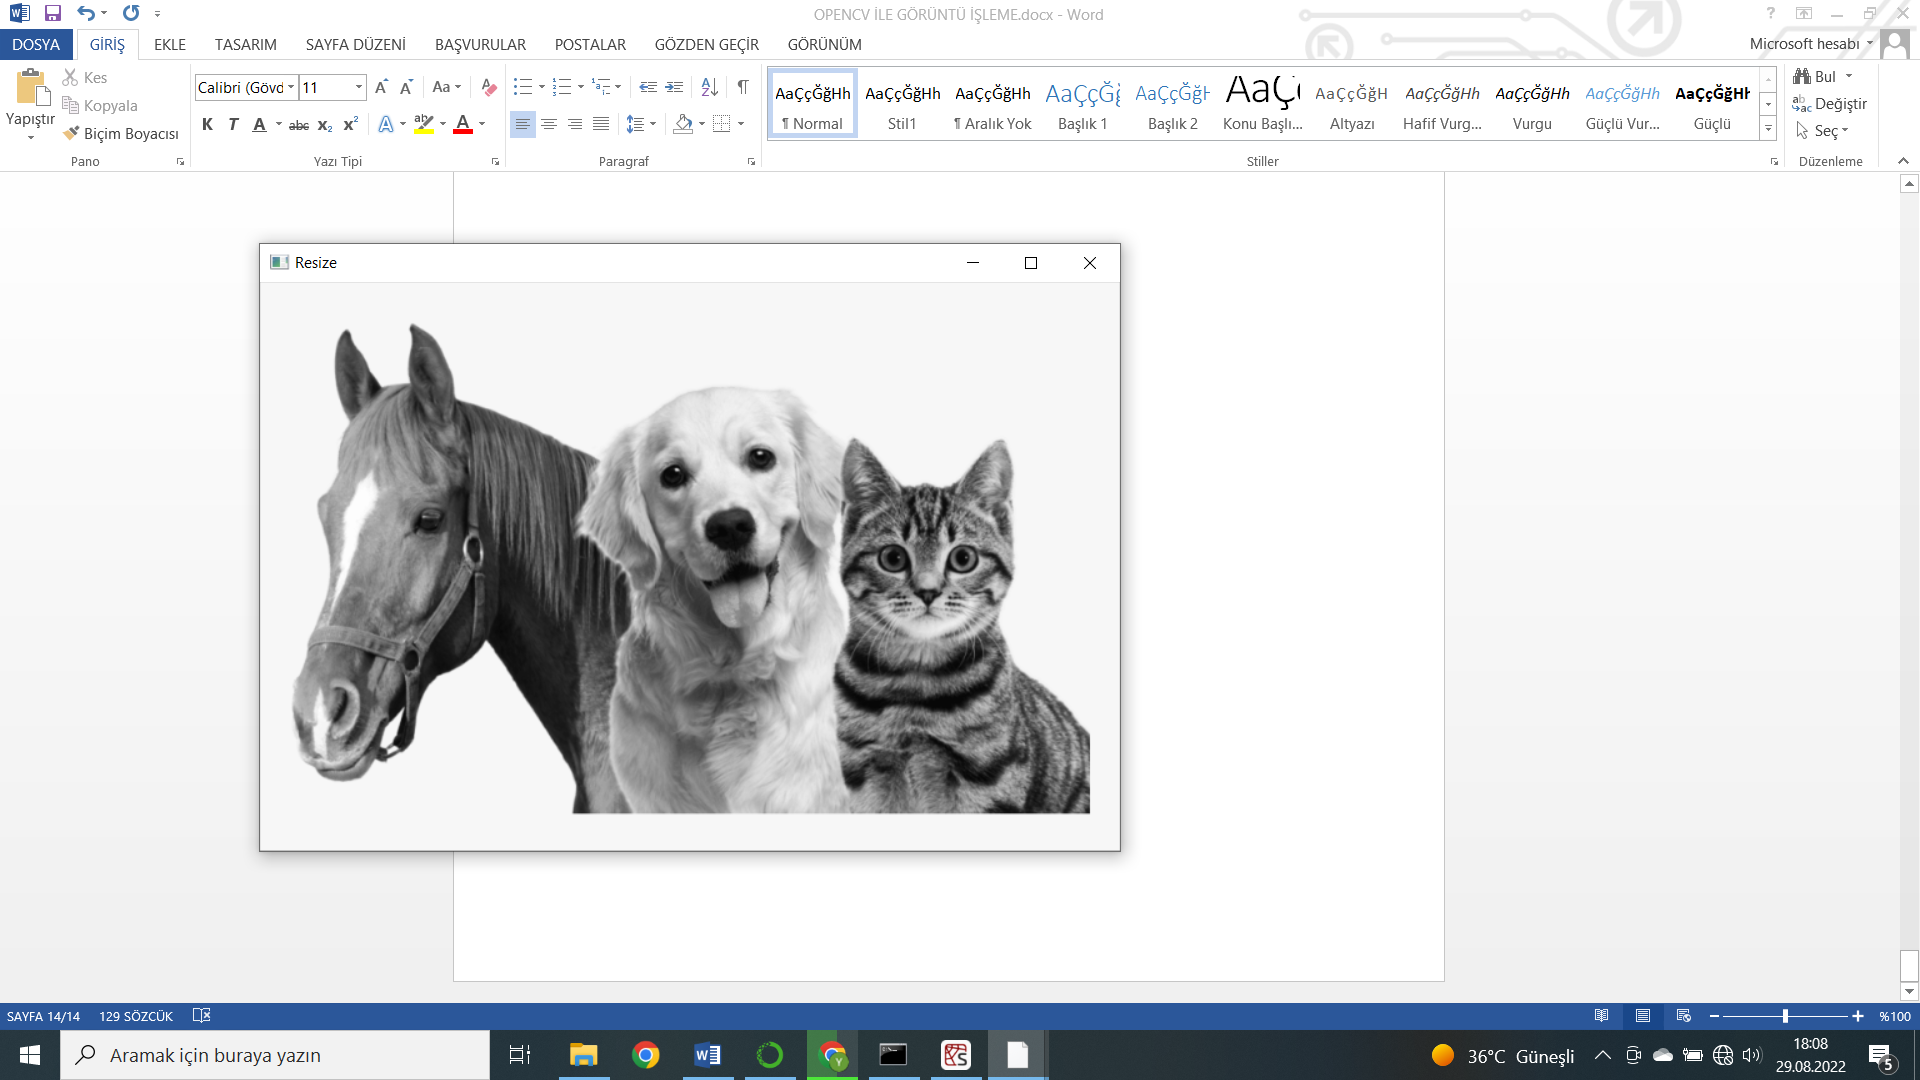 OPENCV İLE GÖRÜNTÜ İŞLEME.docx - Word
DOSYA GİRİŞ EKLE TASARIM SAYFA DÜZENİ BAŞVURULAR POSTALAR GÖZDEN GEÇİR GÖRÜNÜM Microsoft hesabı
Yapıştır
Kes
Kopyala
Biçim Boyacısı
Pano
Calibri (Gövd 11
Aa
K T A abc x₂ x² A ab A
Yazı Tipi
Paragraf
AaÇçĞğHh AaÇçĞğHh AaÇçĞğHh AaÇçĞğ AaÇçĞğH AaÇç AaÇçĞğH AaÇçĞğHh AaÇçĞğHh AaÇçĞğHh AaÇçĞğHh
¶ Normal Stil1 ¶ Aralık Yok Başlık 1 Başlık 2 Konu Başlı... Altyazı Hafif Vurg... Vurgu Güçlü Vur... Güçlü
Stiller
Bul
Değiştir
Seç
Düzenleme
Resize
SAYFA 14/14 129 SÖZCÜK %100
Aramak için buraya yazın
36°C Güneşli
18:08
29.08.2022
5